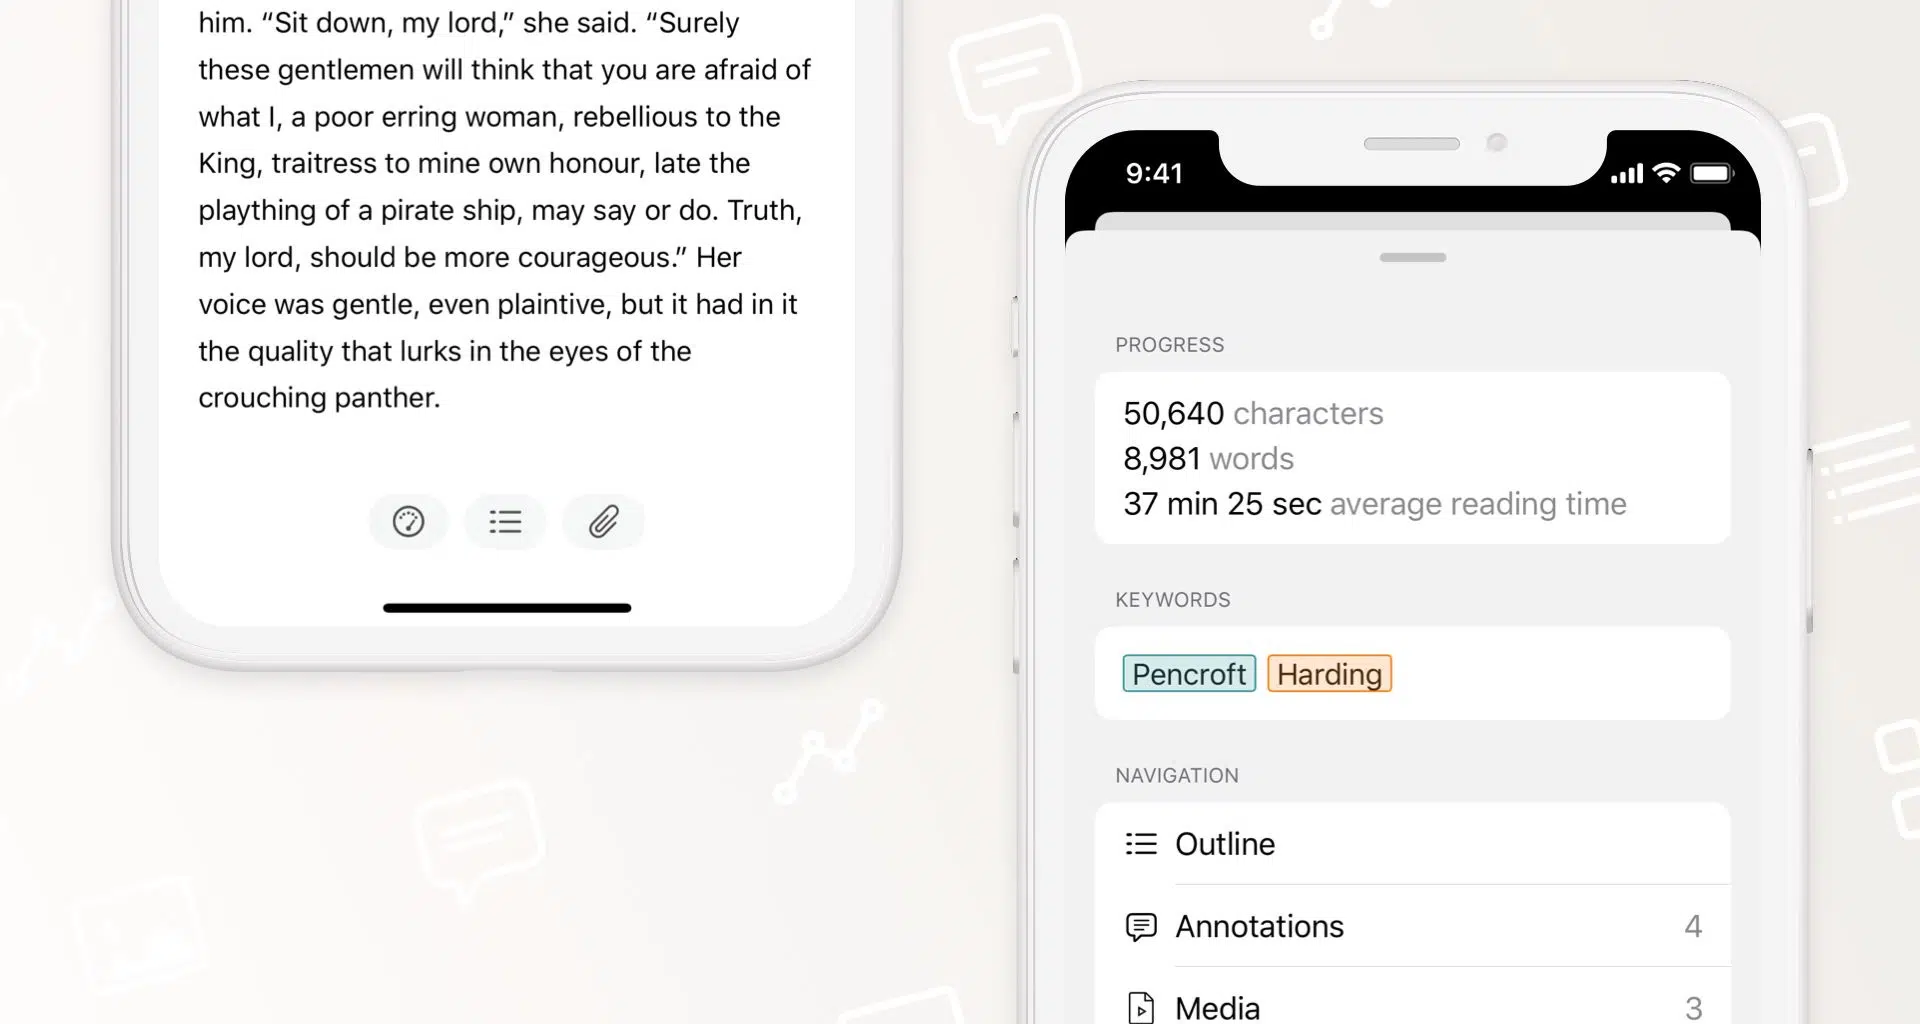 him. “Sit down, my lord,” she said. “Surely
these gentlemen will think that you are afraid of
what I, a poor erring woman, rebellious to the
King, traitress to mine own honour, late the
plaything of a pirate ship, may say or do. Truth,
my lord, should be more courageous.” Her
voice was gentle, even plaintive, but it had in it
the quality that lurks in the eyes of the
crouching panther.
9:41
PROGRESS
50,640 characters
8,981 words
37 min 25 sec average reading time
KEYWORDS
Pencroft Harding
NAVIGATION
Outline
Annotations 4
Media 3